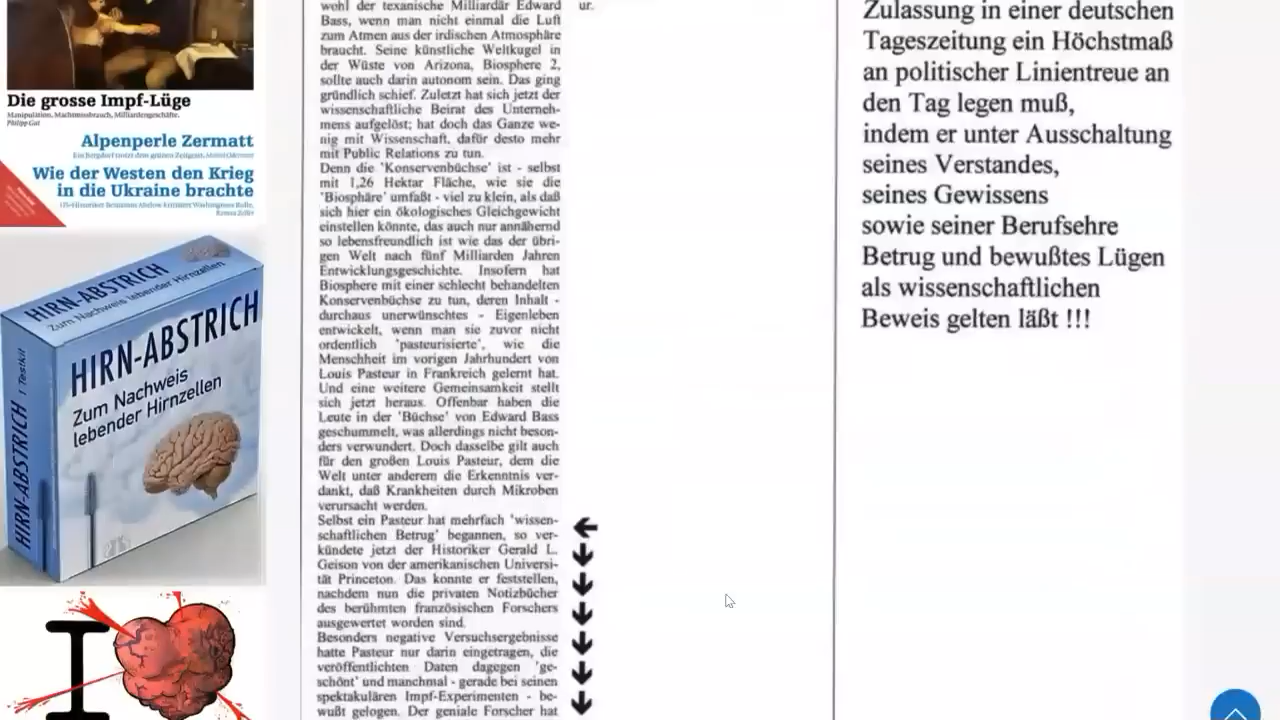 Die grosse Impf-Lüge
Manipulation, Machtmissbrauch, Milliardengeschäfte.
Philipp Gut
Alpenperle Zermatt
Ein Bergdorf trotzt dem grünen Zeitgeist.
Wie der Westen den Krieg
in die Ukraine brachte
HIRN-ABSTRICH
Zum Nachweis lebender Hirnzellen
HIRN-ABSTRICH
Zum Nachweis
lebender Hirnzellen
HIRN-ABSTRICH 1 Testkit
I
wohl der texanische Milliardär Edward
Bass, wenn man nicht einmal die Luft
zum Atmen aus der irdischen Atmosphäre
braucht. Seine künstliche Weltkugel in
der Wüste von Arizona, Biosphere 2,
sollte auch darin autonom sein. Das ging
gründlich schief. Zuletzt hat sich jetzt der
wissenschaftliche Beirat des Unterneh-
mens aufgelöst; hat doch das Ganze we-
nig mit Wissenschaft, dafür desto mehr
mit Public Relations zu tun.
Denn die 'Konservenbüchse' ist - selbst
mit 1,26 Hektar Fläche, wie sie die
'Biosphäre' umfaßt - viel zu klein, als daß
sich hier ein ökologisches Gleichgewicht
einstellen könnte, das auch nur annähernd
so lebensfreundlich ist wie das der übri-
gen Welt nach fünf Milliarden Jahren
Entwicklungsgeschichte. Insofern hat
Biosphere mit einer schlecht behandelten
Konservenbüchse zu tun, deren Inhalt -
durchaus unerwünschtes - Eigenleben
entwickelt, wenn man sie zuvor nicht
ordentlich 'pasteurisierte', wie die
Menschheit im vorigen Jahrhundert von
Louis Pasteur in Frankreich gelernt hat.
Und eine weitere Gemeinsamkeit stellt
sich jetzt heraus. Offenbar haben die
Leute in der 'Büchse' von Edward Bass
geschummelt, was allerdings nicht beson-
ders verwundert. Doch dasselbe gilt auch
für den großen Louis Pasteur, dem die
Welt unter anderem die Erkenntnis ver-
dankt, daß Krankheiten durch Mikroben
verursacht werden.
Selbst ein Pasteur hat mehrfach 'wissen-
schaftlichen Betrug' begannen, so ver-
kündete jetzt der Historiker Gerald L.
Geison von der amerikanischen Universi-
tät Princeton. Das konnte er feststellen,
nachdem nun die privaten Notizbücher
des berühmten französischen Forschers
ausgewertet worden sind.
Besonders negative Versuchsergebnisse
hatte Pasteur nur darin eingetragen, die
veröffentlichten Daten dagegen 'ge-
schönt' und manchmal - gerade bei seinen
spektakulären Impf-Experimenten - be-
wußt gelogen. Der geniale Forscher hat
ur.
Zulassung in einer deutschen
Tageszeitung ein Höchstmaß
an politischer Linientreue an
den Tag legen muß,
indem er unter Ausschaltung
seines Verstandes,
seines Gewissens
sowie seiner Berufsehre
Betrug und bewußtes Lügen
als wissenschaftlichen
Beweis gelten läßt !!!